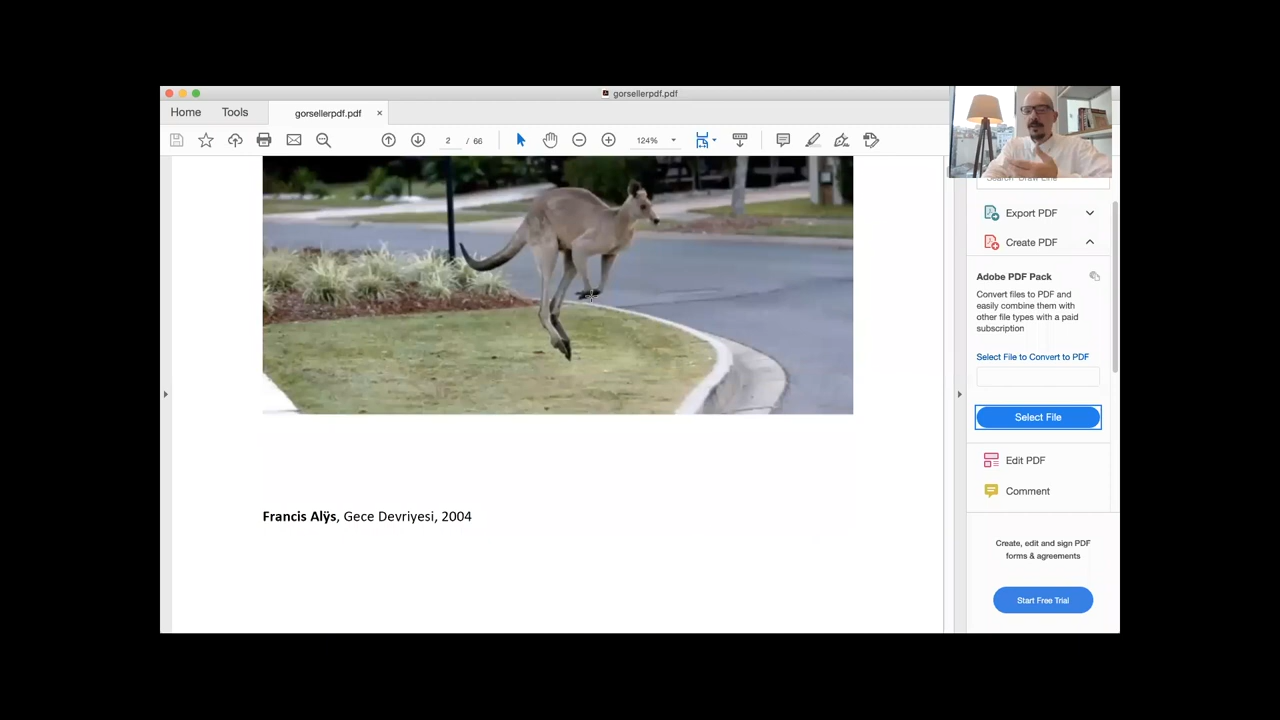 gorsellerpdf.pdf
Home
Tools
gorsellerpdf.pdf
2 / 66
124%
Export PDF
Create PDF
Adobe PDF Pack
Convert files to PDF and
easily combine them with
other file types with a paid
subscription
Select File to Convert to PDF
Select File
Edit PDF
Comment
Create, edit and sign PDF
forms & agreements
Start Free Trial
Francis Alÿs, Gece Devriyesi, 2004